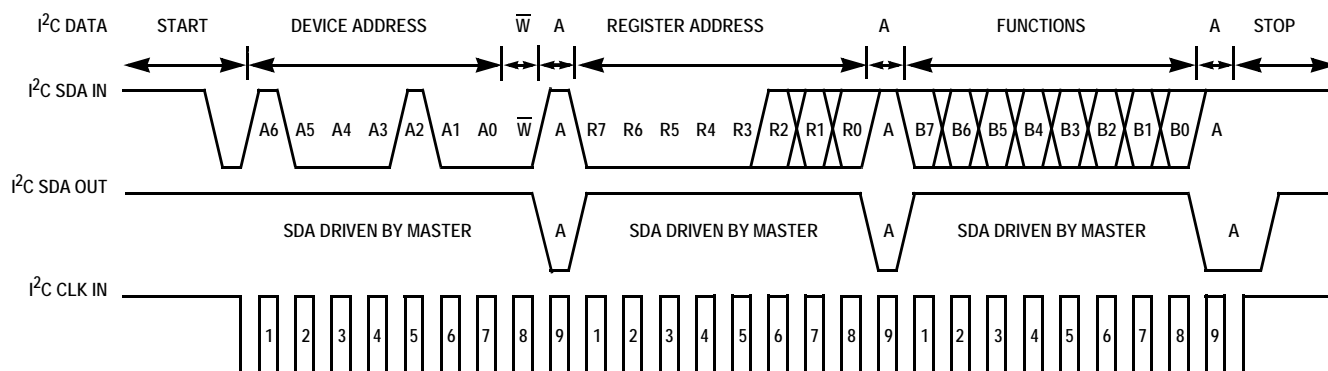 I²C DATA START DEVICE ADDRESS W̅ A REGISTER ADDRESS A FUNCTIONS A STOP
I²C SDA IN
A6 A5 A4 A3 A2 A1 A0 W̅ A R7 R6 R5 R4 R3 R2 R1 R0 A B7 B6 B5 B4 B3 B2 B1 B0 A
I²C SDA OUT
SDA DRIVEN BY MASTER A SDA DRIVEN BY MASTER A SDA DRIVEN BY MASTER A
I²C CLK IN
1 2 3 4 5 6 7 8 9 1 2 3 4 5 6 7 8 9 1 2 3 4 5 6 7 8 9